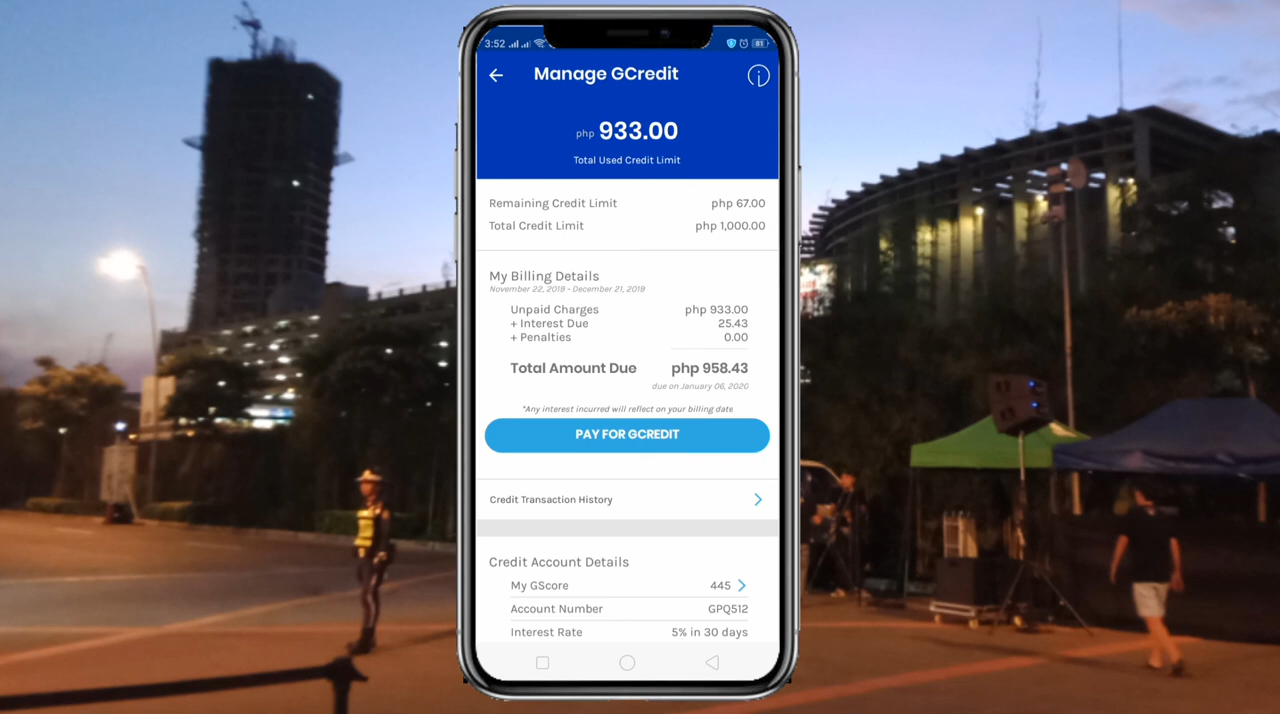 3:52
81
Manage GCredit
php 933.00
Total Used Credit Limit
Remaining Credit Limit php 67.00
Total Credit Limit php 1,000.00
My Billing Details
November 22, 2019 - December 21, 2019
Unpaid Charges php 933.00
+ Interest Due 25.43
+ Penalties 0.00
Total Amount Due php 958.43
due on January 06, 2020
*Any interest incurred will reflect on your billing date
PAY FOR GCREDIT
Credit Transaction History
Credit Account Details
My GScore 445
Account Number GPQ512
Interest Rate 5% in 30 days